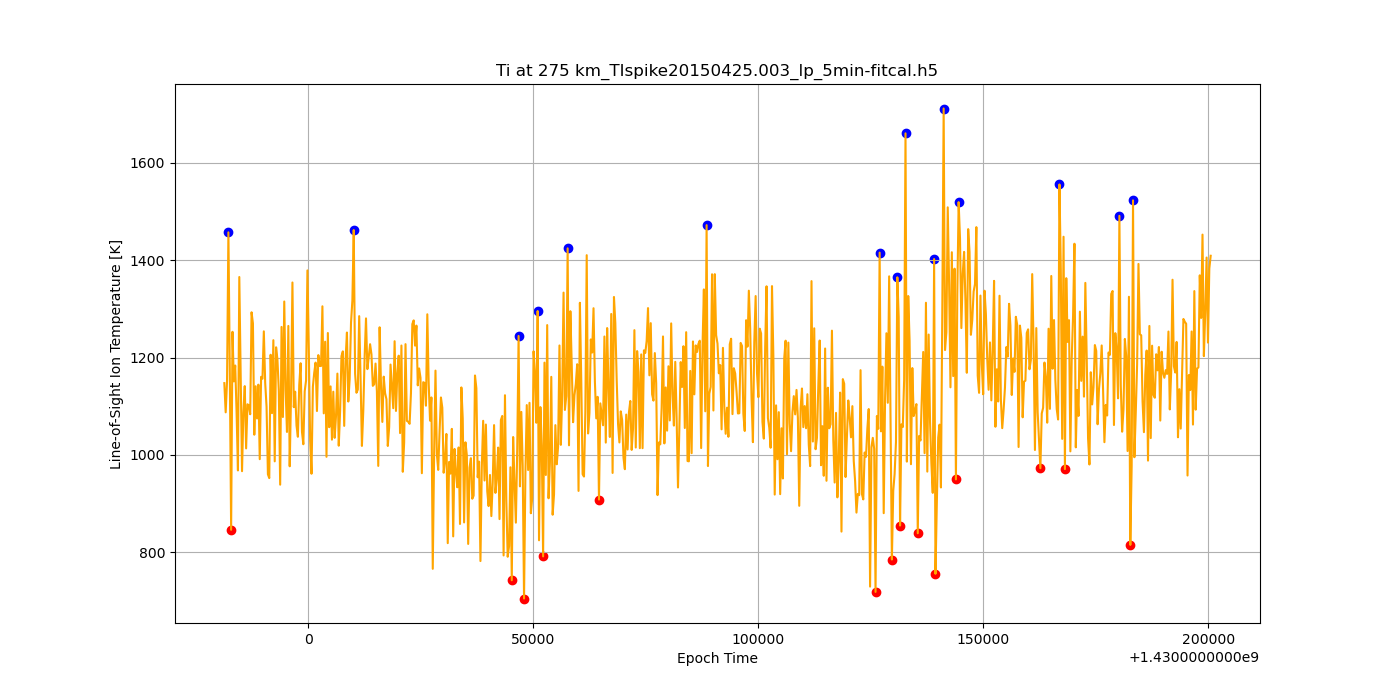 Ti at 275 km_TIspike20150425.003_lp_5min-fitcal.h5
Line-of-Sight Ion Temperature [K]
1600
1400
1200
1000
800
0
50000
100000
150000
200000
Epoch Time
+1.4300000000e9